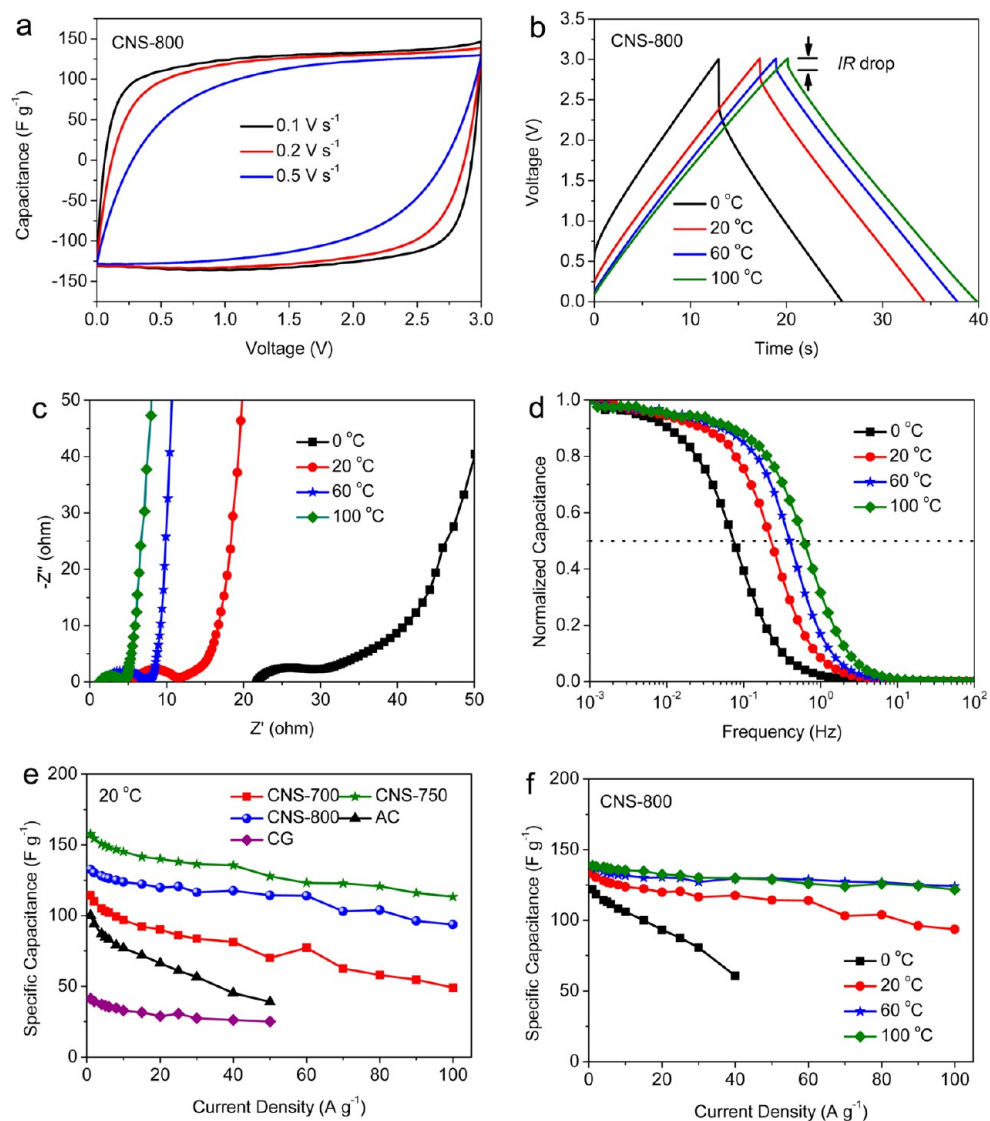 a
CNS-800
150
100
50
0
-50
-100
-150
Capacitance (F g⁻¹)
0.1 V s⁻¹
0.2 V s⁻¹
0.5 V s⁻¹
0.0 0.5 1.0 1.5 2.0 2.5 3.0
Voltage (V)
b
CNS-800
3.5
3.0
2.5
2.0
1.5
1.0
0.5
0.0
Voltage (V)
IR drop
0 °C
20 °C
60 °C
100 °C
0 10 20 30 40
Time (s)
c
50
40
30
20
10
0
-Z" (ohm)
0 °C
20 °C
60 °C
100 °C
0 10 20 30 40 50
Z' (ohm)
d
1.0
0.8
0.6
0.4
0.2
0.0
Normalized Capacitance
0 °C
20 °C
60 °C
100 °C
10⁻³ 10⁻² 10⁻¹ 10⁰ 10¹ 10²
Frequency (Hz)
e
20 °C
200
150
100
50
0
Specific Capacitance (F g⁻¹)
CNS-700 CNS-750
CNS-800 AC
CG
0 20 40 60 80 100
Current Density (A g⁻¹)
f
CNS-800
200
150
100
50
0
Specific Capacitance (F g⁻¹)
0 °C
20 °C
60 °C
100 °C
0 20 40 60 80 100
Current Density (A g⁻¹)